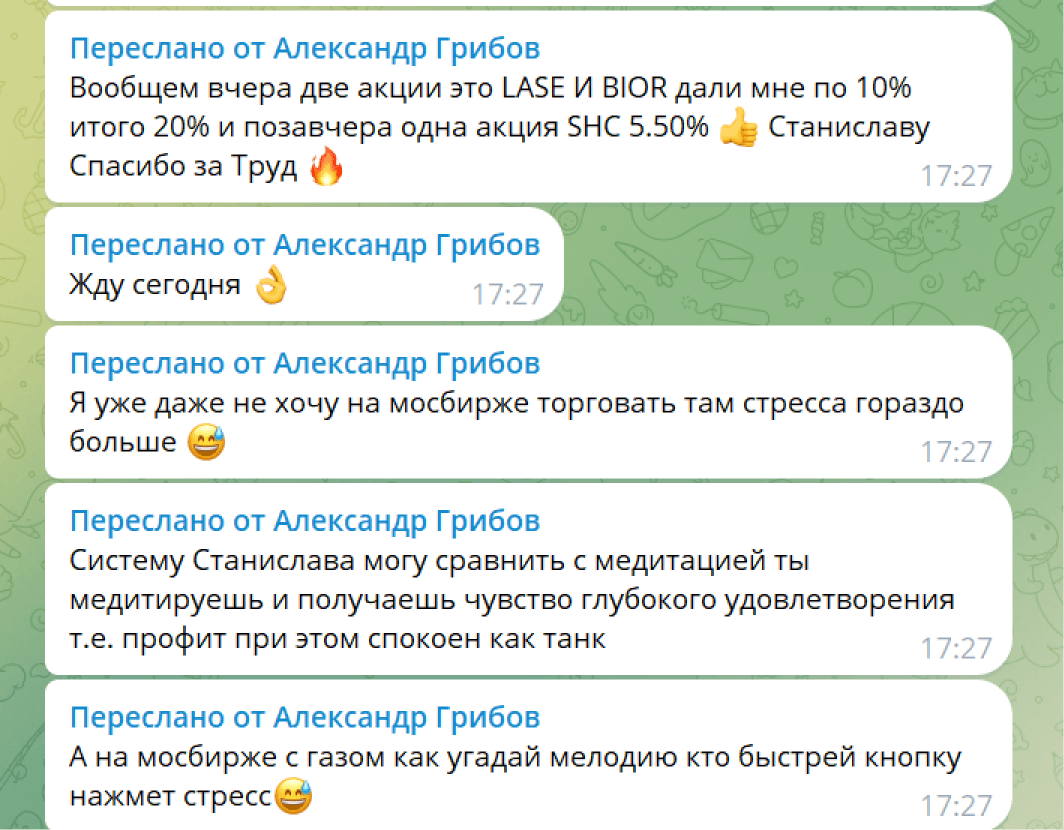 Переслано от Александр Грибов
Вообщем вчера две акции это LASE И BIOR дали мне по 10%
итого 20% и позавчера одна акция SHC 5.50% 👍 Станиславу
Спасибо за Труд 🔥
17:27
Переслано от Александр Грибов
Жду сегодня 👌
17:27
Переслано от Александр Грибов
Я уже даже не хочу на мосбирже торговать там стресса гораздо
больше 😅
17:27
Переслано от Александр Грибов
Систему Станислава могу сравнить с медитацией ты
медитируешь и получаешь чувство глубокого удовлетворения
т.е. профит при этом спокоен как танк
17:27
Переслано от Александр Грибов
А на мосбирже с газом как угадай мелодию кто быстрей кнопку
нажмет стресс😅
17:27